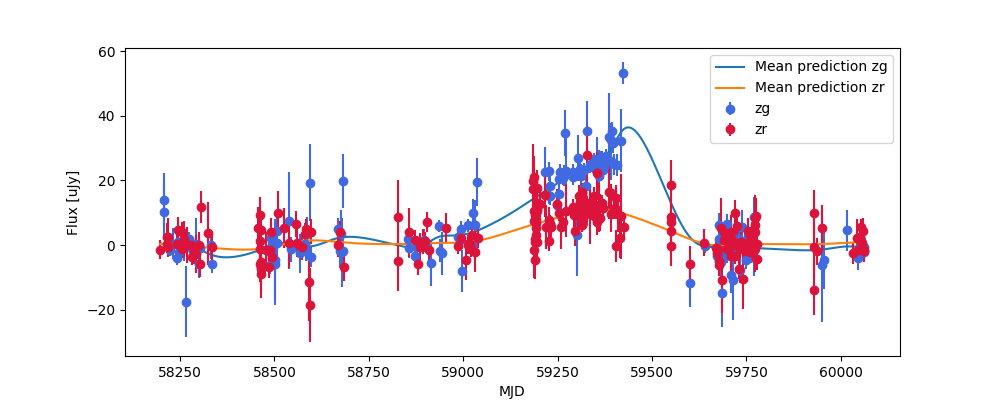 60
40
20
0
−20
Flux [uJy]
58250 58500 58750 59000 59250 59500 59750 60000
MJD
Mean prediction zg
Mean prediction zr
zg
zr